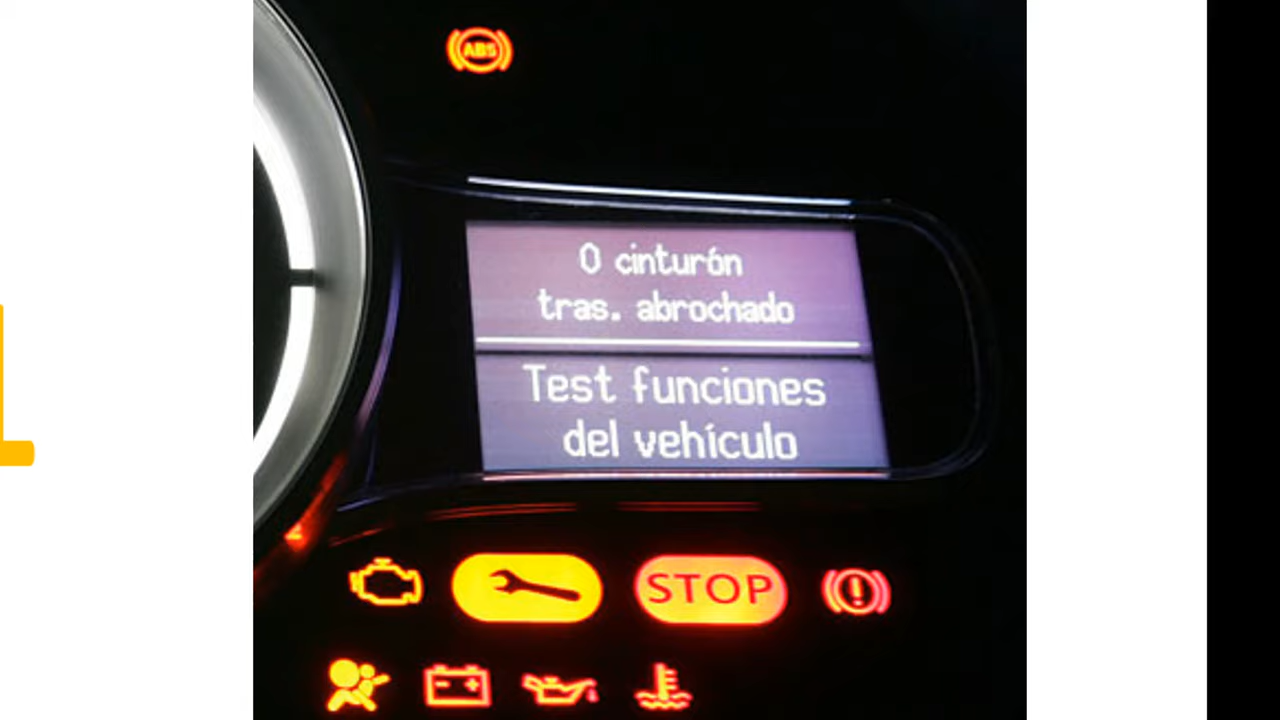 ABS
0 cinturón
tras. abrochado
Test funciones
del vehículo
STOP